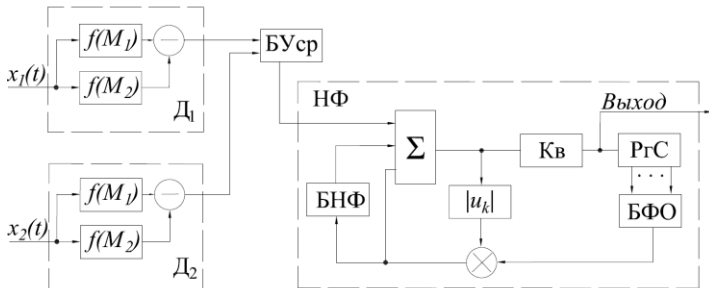 f(M₁)
x₁(t)
f(M₂)
Д₁
БУср
f(M₁)
x₂(t)
f(M₂)
Д₂
НФ
Σ
БНФ
|uₖ|
Кв
Выход
РгС
БФО